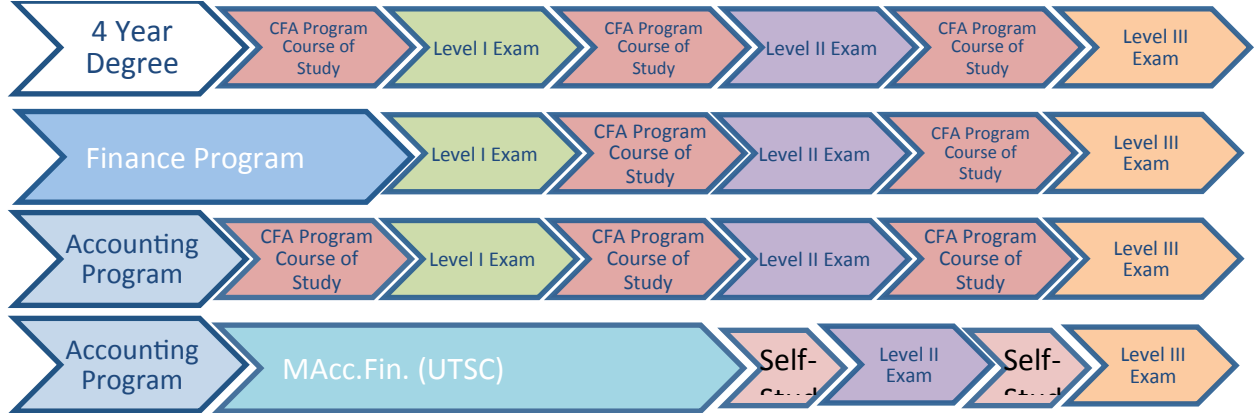 4 Year
Degree
CFA Program
Course of
Study
Level I Exam
CFA Program
Course of
Study
Level II Exam
CFA Program
Course of
Study
Level III
Exam
Finance Program
Level I Exam
CFA Program
Course of
Study
Level II Exam
CFA Program
Course of
Study
Level III
Exam
Accounting
Program
CFA Program
Course of
Study
Level I Exam
CFA Program
Course of
Study
Level II Exam
CFA Program
Course of
Study
Level III
Exam
Accounting
Program
MAcc.Fin. (UTSC)
Self-
Level II
Exam
Self-
Level III
Exam